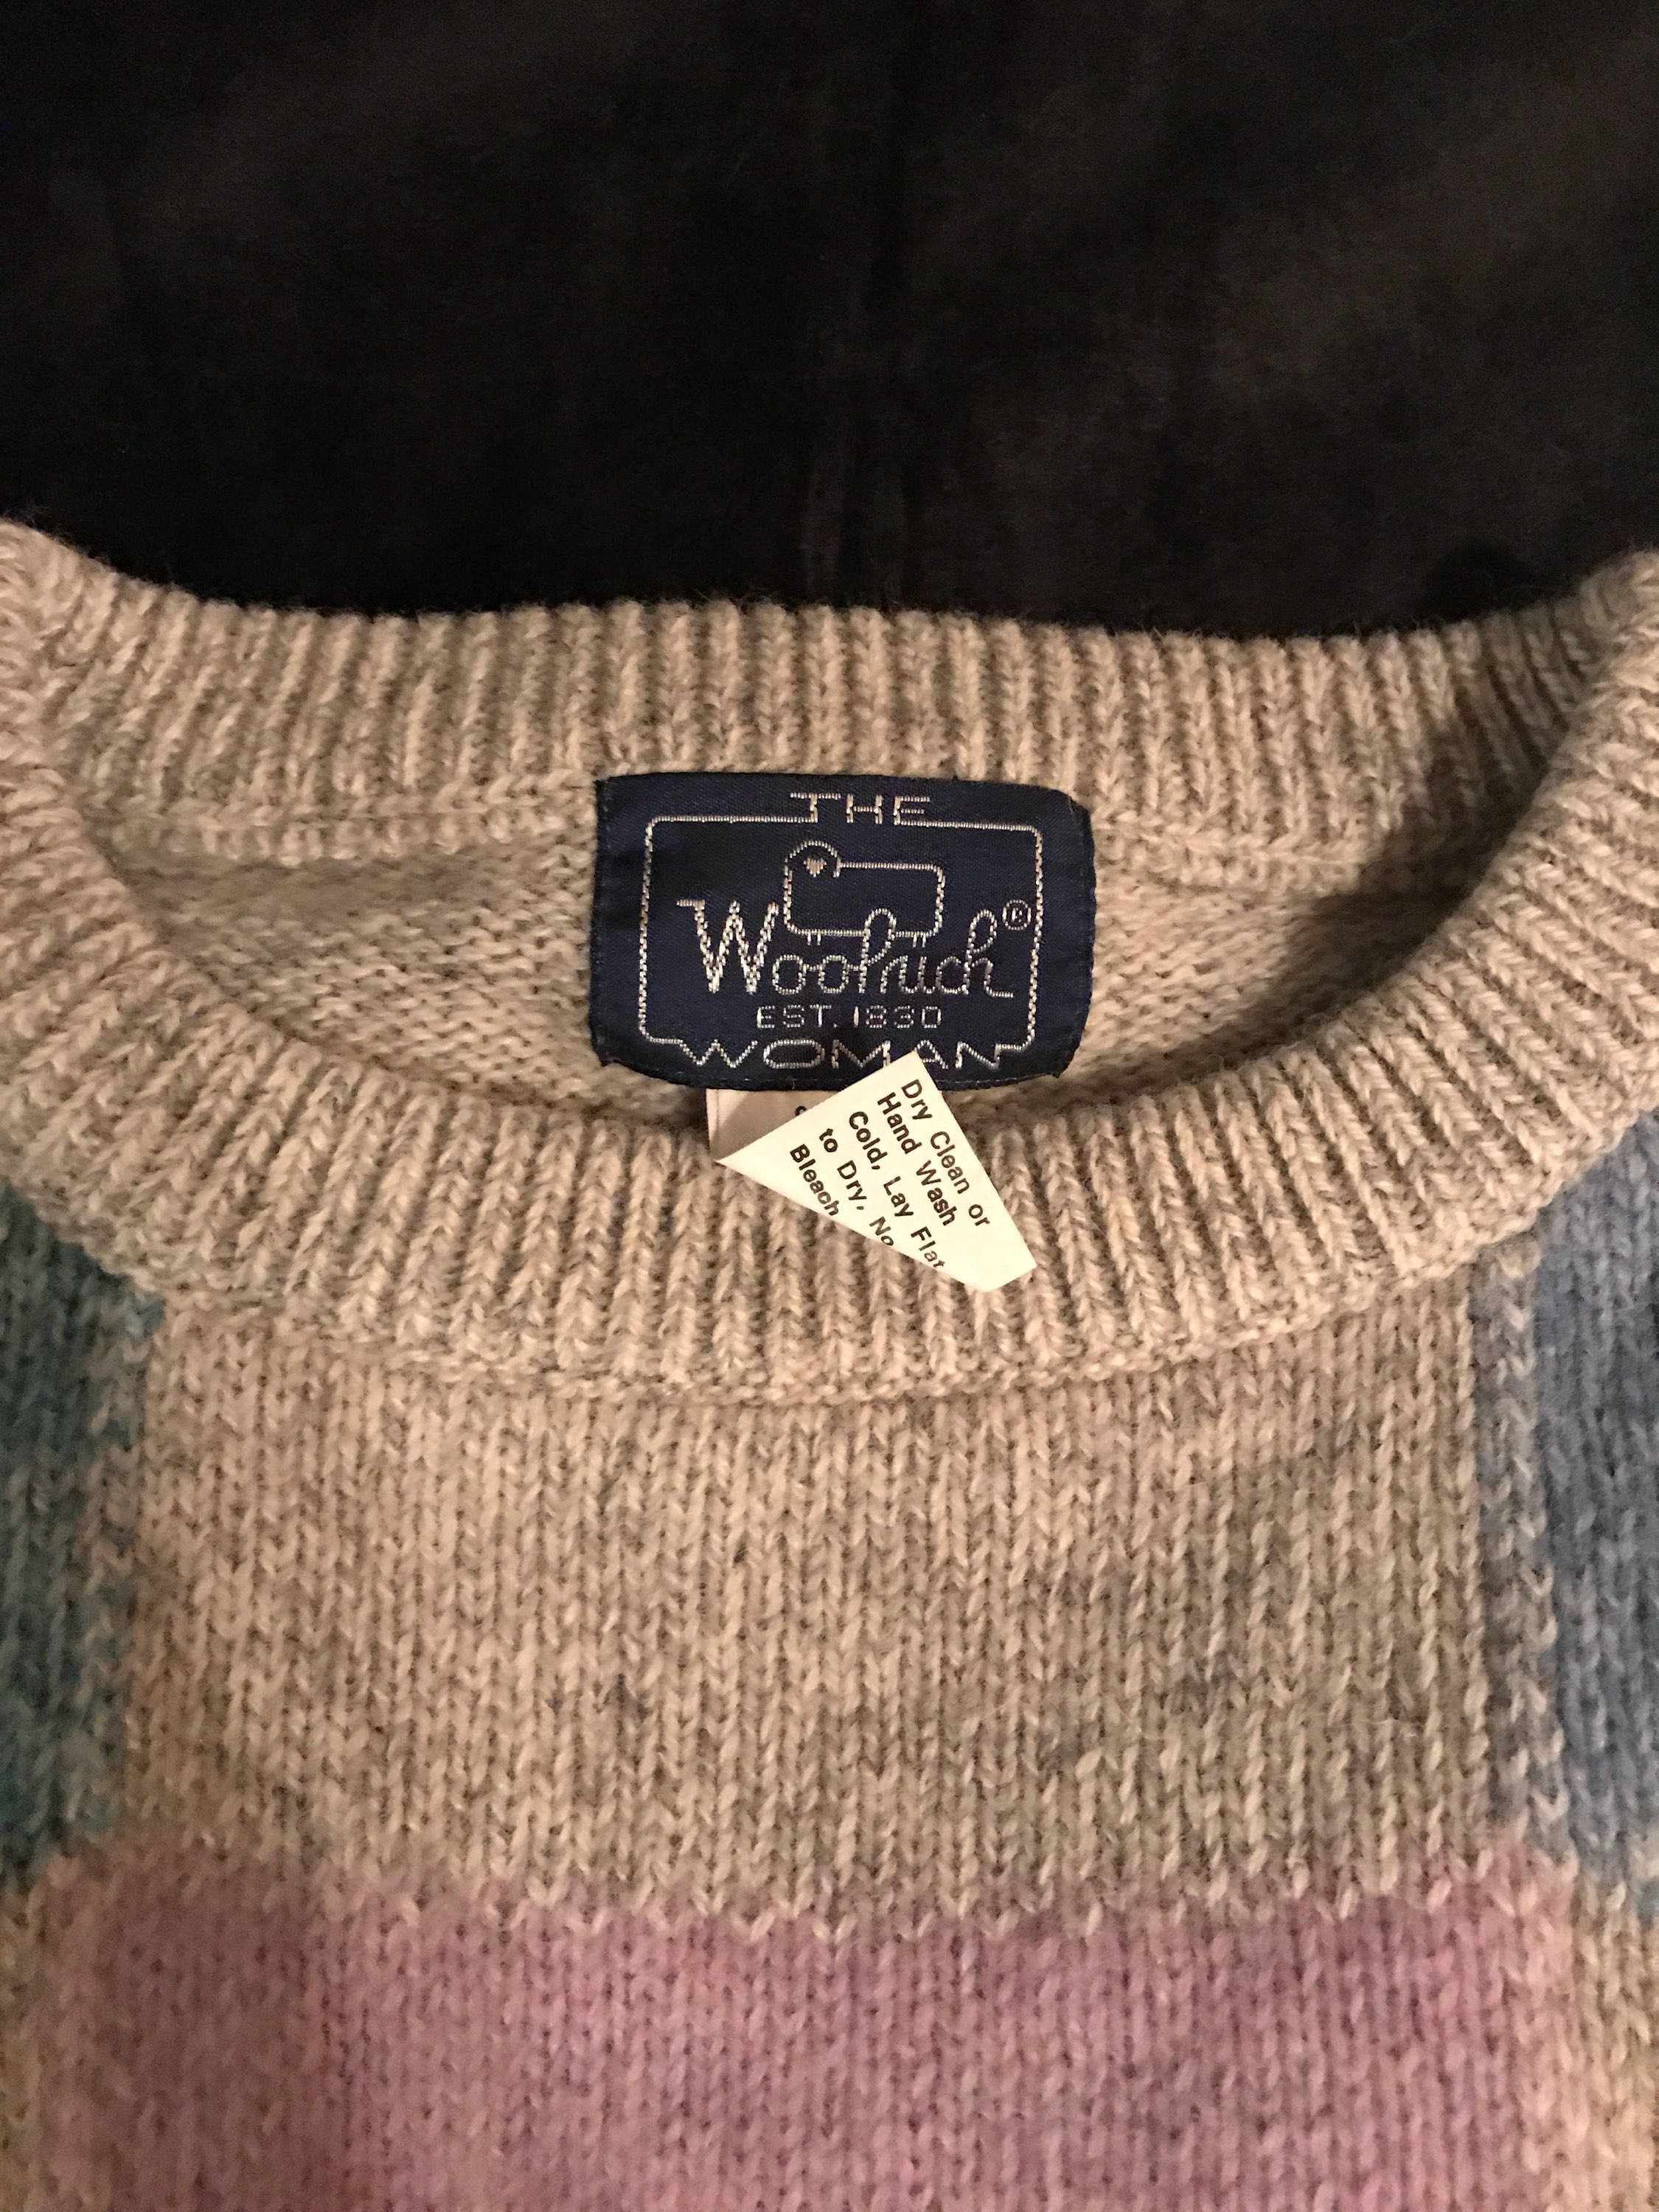 THE
Woolrich®
EST. 1830
WOMAN
Dry Clean or
Hand Wash
Cold, Lay Flat
to Dry, No
Bleach